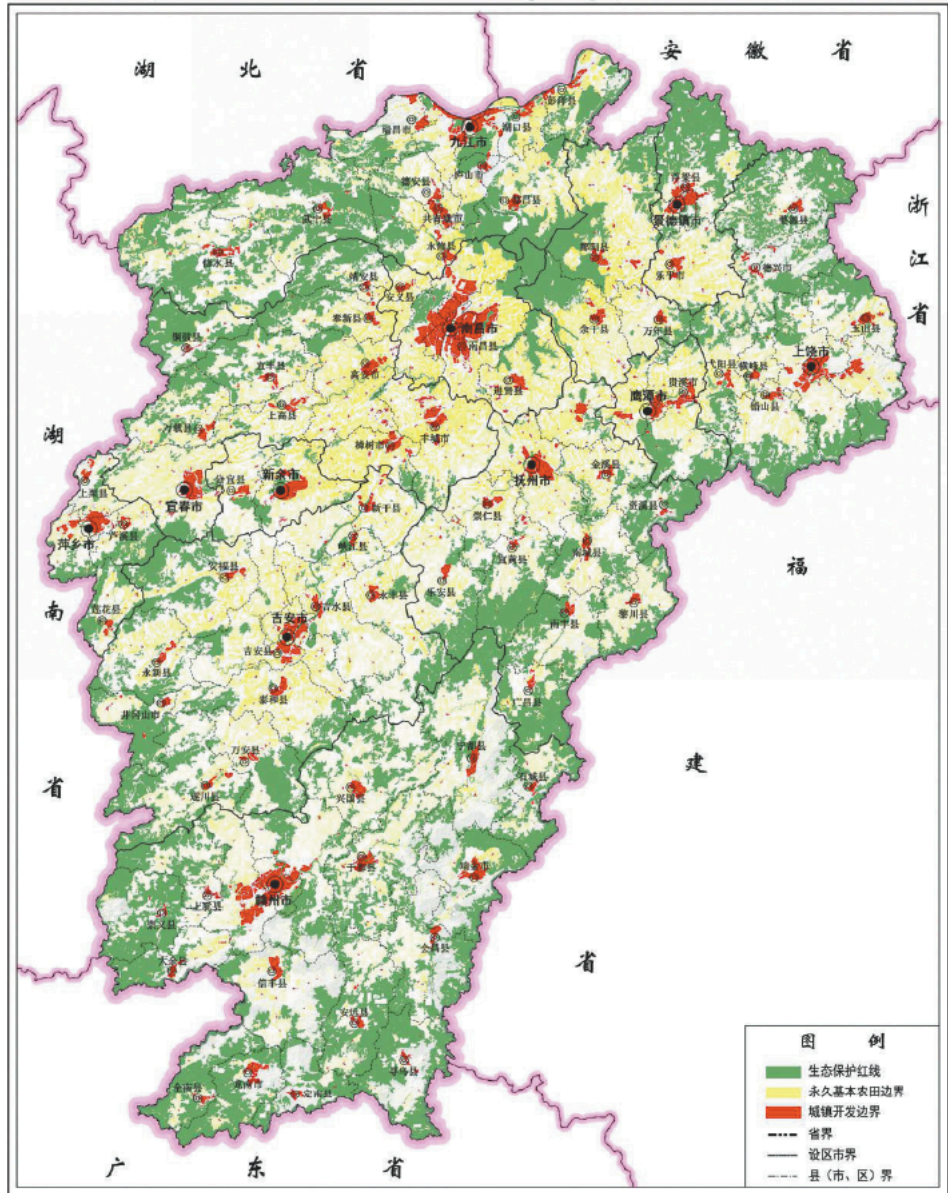 湖北省
安徽省
浙江省
湖南省
福建省
广东省
彭泽县
瑞昌市
九江市
湖口县
庐山市
德安县
都昌县
共青城市
武宁县
永修县
修水县
浮梁县
景德镇市
婺源县
鄱阳县
乐平市
德兴市
靖安县
安义县
奉新县
南昌市
南昌县
余干县
万年县
玉山县
铜鼓县
宜丰县
高安市
进贤县
上饶市
弋阳县
横峰县
贵溪市
鹰潭市
铅山县
上高县
万载县
丰城市
樟树市
上栗县
宜春市
分宜县
新余市
抚州市
金溪县
资溪县
萍乡市
芦溪县
新干县
崇仁县
峡江县
宜黄县
南城县
安福县
乐安县
莲花县
吉水县
永丰县
南丰县
黎川县
吉安市
吉安县
永新县
泰和县
井冈山市
广昌县
万安县
宁都县
遂川县
兴国县
石城县
于都县
瑞金市
赣州市
上犹县
崇义县
大余县
会昌县
信丰县
安远县
寻乌县
龙南市
全南县
定南县
图例
生态保护红线
永久基本农田边界
城镇开发边界
省界
设区市界
县（市、区）界